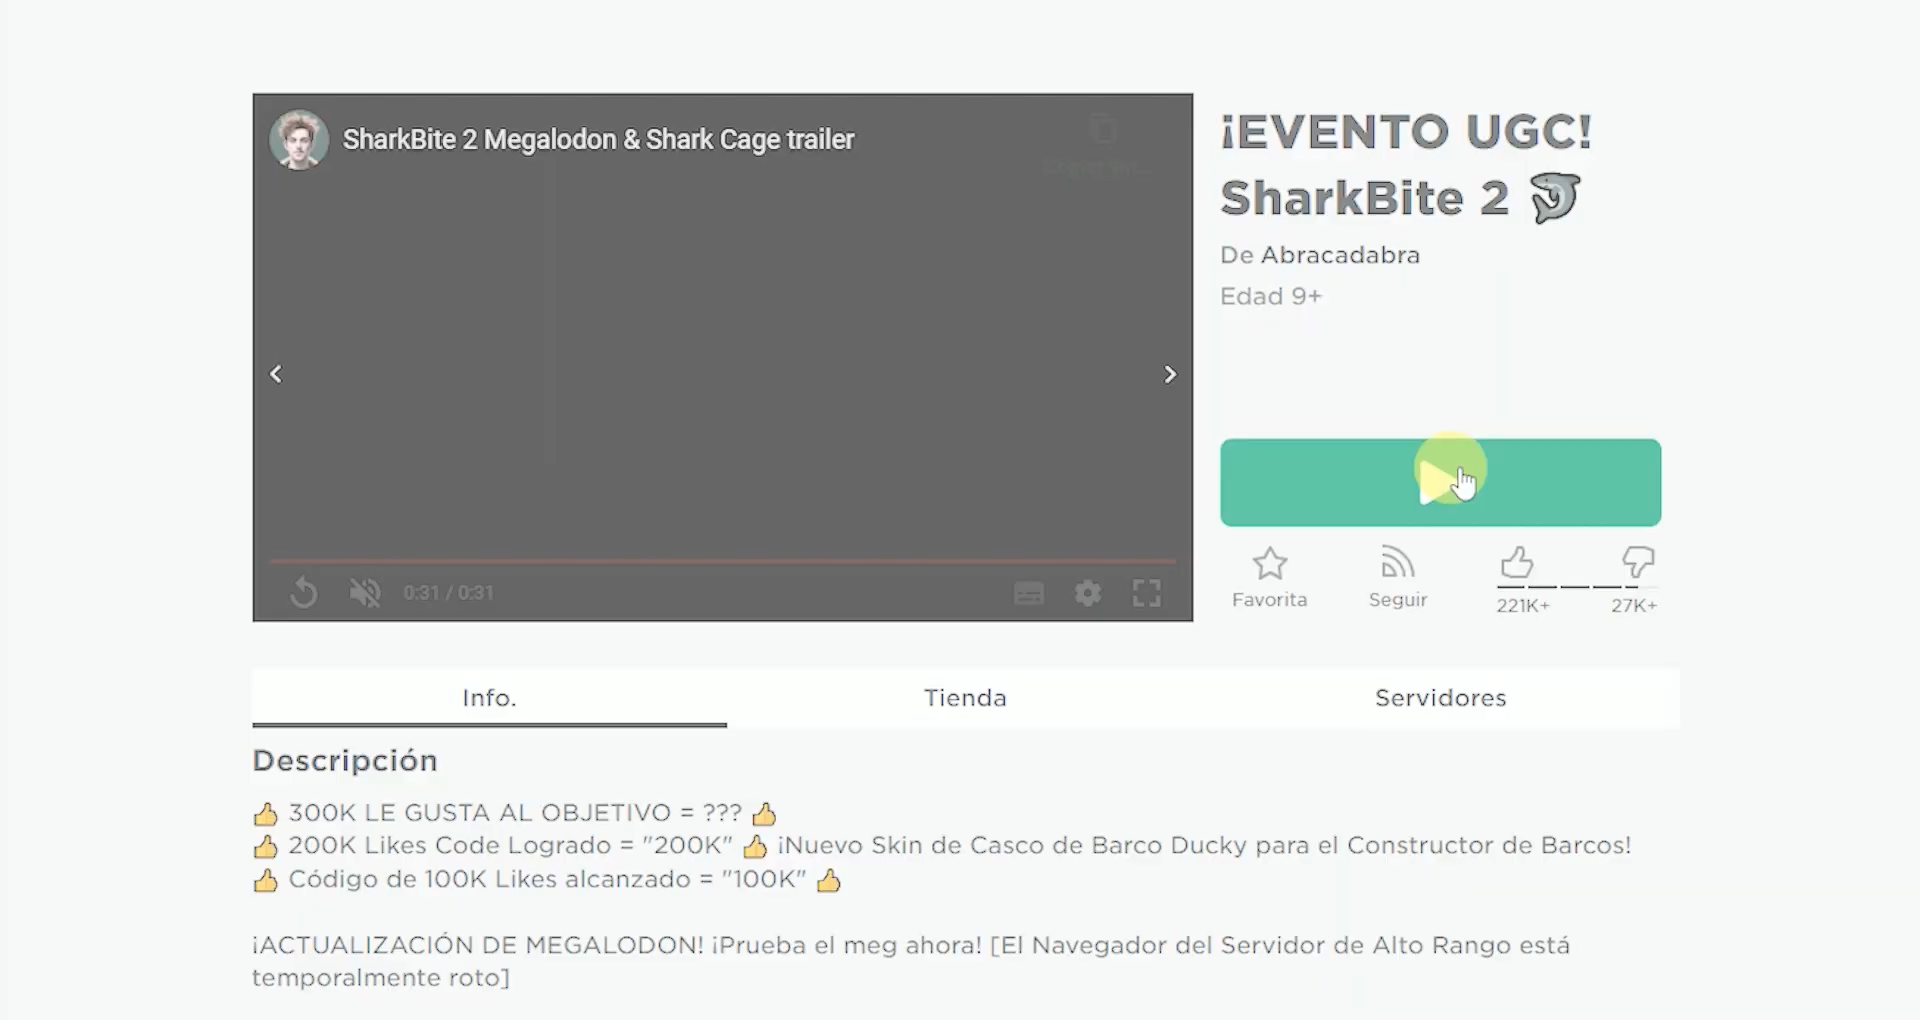 SharkBite 2 Megalodon & Shark Cage trailer
¡EVENTO UGC!
SharkBite 2
De Abracadabra
Edad 9+
0:31 / 0:31
Favorita
Seguir
221K+
27K+
Info.
Tienda
Servidores
Descripción
👍 300K LE GUSTA AL OBJETIVO = ??? 👍
👍 200K Likes Code Logrado = "200K" 👍 ¡Nuevo Skin de Casco de Barco Ducky para el Constructor de Barcos!
👍 Código de 100K Likes alcanzado = "100K" 👍
¡ACTUALIZACIÓN DE MEGALODON! ¡Prueba el meg ahora! [El Navegador del Servidor de Alto Rango está
temporalmente roto]